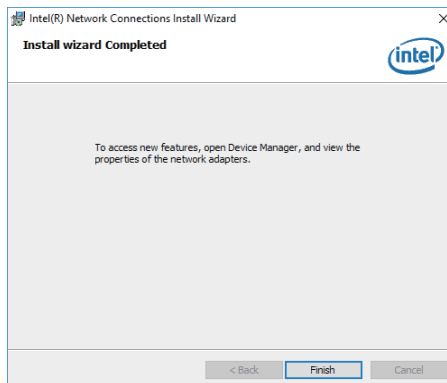 Intel(R) Network Connections Install Wizard
Install wizard Completed
intel
To access new features, open Device Manager, and view the
properties of the network adapters.
< Back
Finish
Cancel